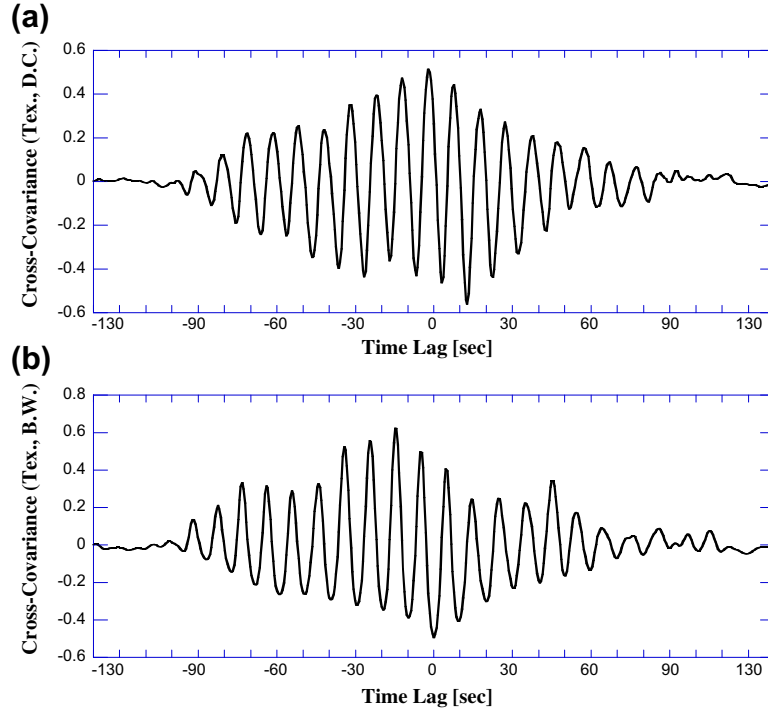 (a)
Cross-Covariance (Tex., D.C.)
0.6
0.4
0.2
0
-0.2
-0.4
-0.6
-130 -90 -60 -30 0 30 60 90 130
Time Lag [sec]
(b)
Cross-Covariance (Tex., B.W.)
0.8
0.6
0.4
0.2
0
-0.2
-0.4
-0.6
-130 -90 -60 -30 0 30 60 90 130
Time Lag [sec]